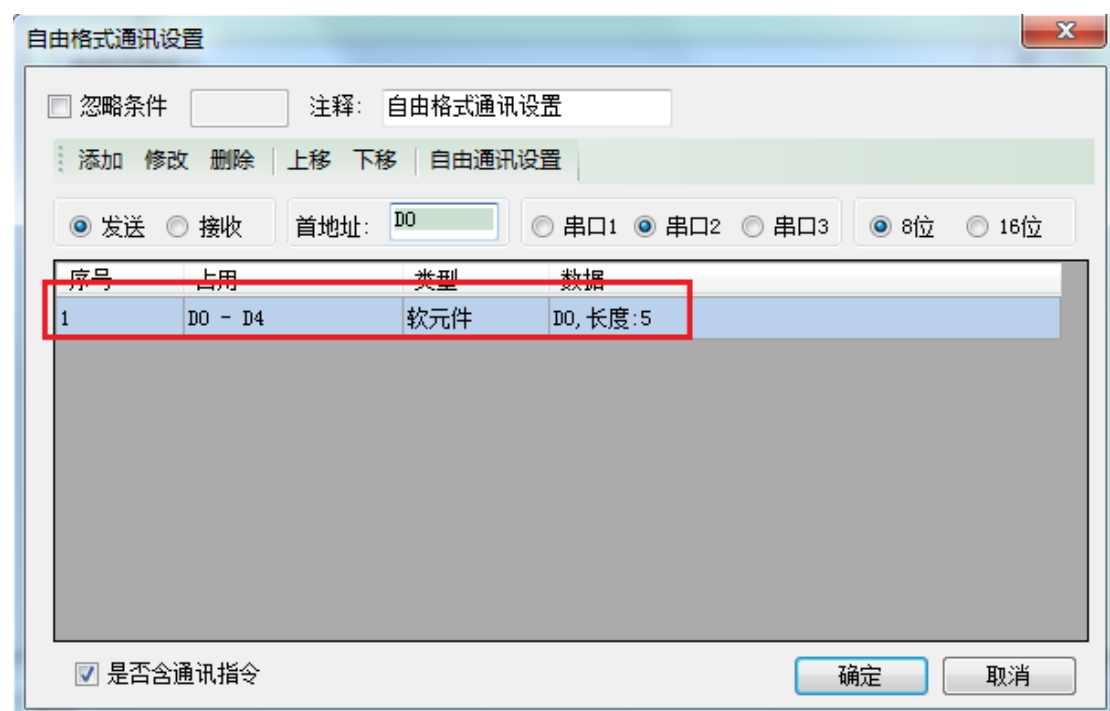 自由格式通讯设置
忽略条件 注释: 自由格式通讯设置
添加 修改 删除 上移 下移 自由通讯设置
发送 接收 首地址: D0 串口1 串口2 串口3 8位 16位
序号 占用 类型 数据
1 D0 - D4 软元件 D0,长度:5
是否含通讯指令 确定 取消